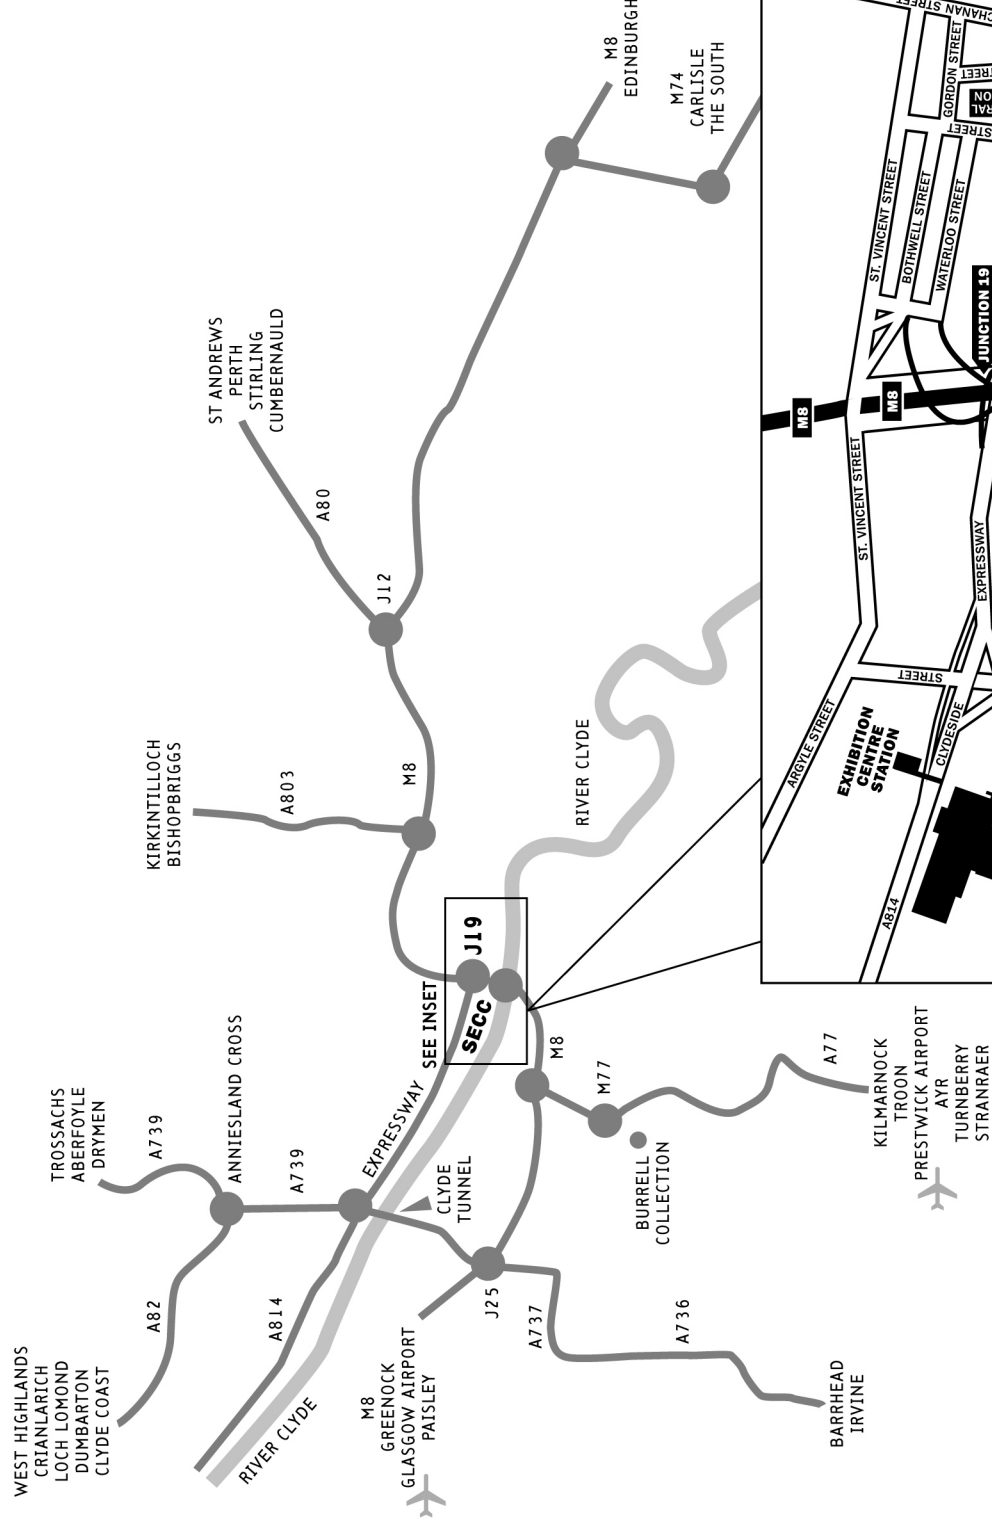 WEST HIGHLANDS
CRIANLARICH
LOCH LOMOND
DUMBARTON
CLYDE COAST
A82
TROSSACHS
ABERFOYLE
DRYMEN
A739
ANNIESLAND CROSS
A739
A814
RIVER CLYDE
EXPRESSWAY
CLYDE
TUNNEL
SEE INSET
SECC
J19
KIRKINTILLOCH
BISHOPBRIGGS
A803
M8
ST ANDREWS
PERTH
STIRLING
CUMBERNAULD
A80
J12
M8
EDINBURGH
M74
CARLISLE
THE SOUTH
RIVER CLYDE
M8
GREENOCK
GLASGOW AIRPORT
PAISLEY
J25
A737
A736
BARRHEAD
IRVINE
M8
M77
BURRELL
COLLECTION
A77
KILMARNOCK
TROON
PRESTWICK AIRPORT
AYR
TURNBERRY
STRANRAER
M8
M8
ARGYLE STREET
ST. VINCENT STREET
ST. VINCENT STREET
BOTHWELL STREET
WATERLOO STREET
GORDON STREET
STREET
STREET
STREET
STREET
JUNCTION 19
EXHIBITION
CENTRE
STATION
A814
CLYDESIDE
EXPRESSWAY